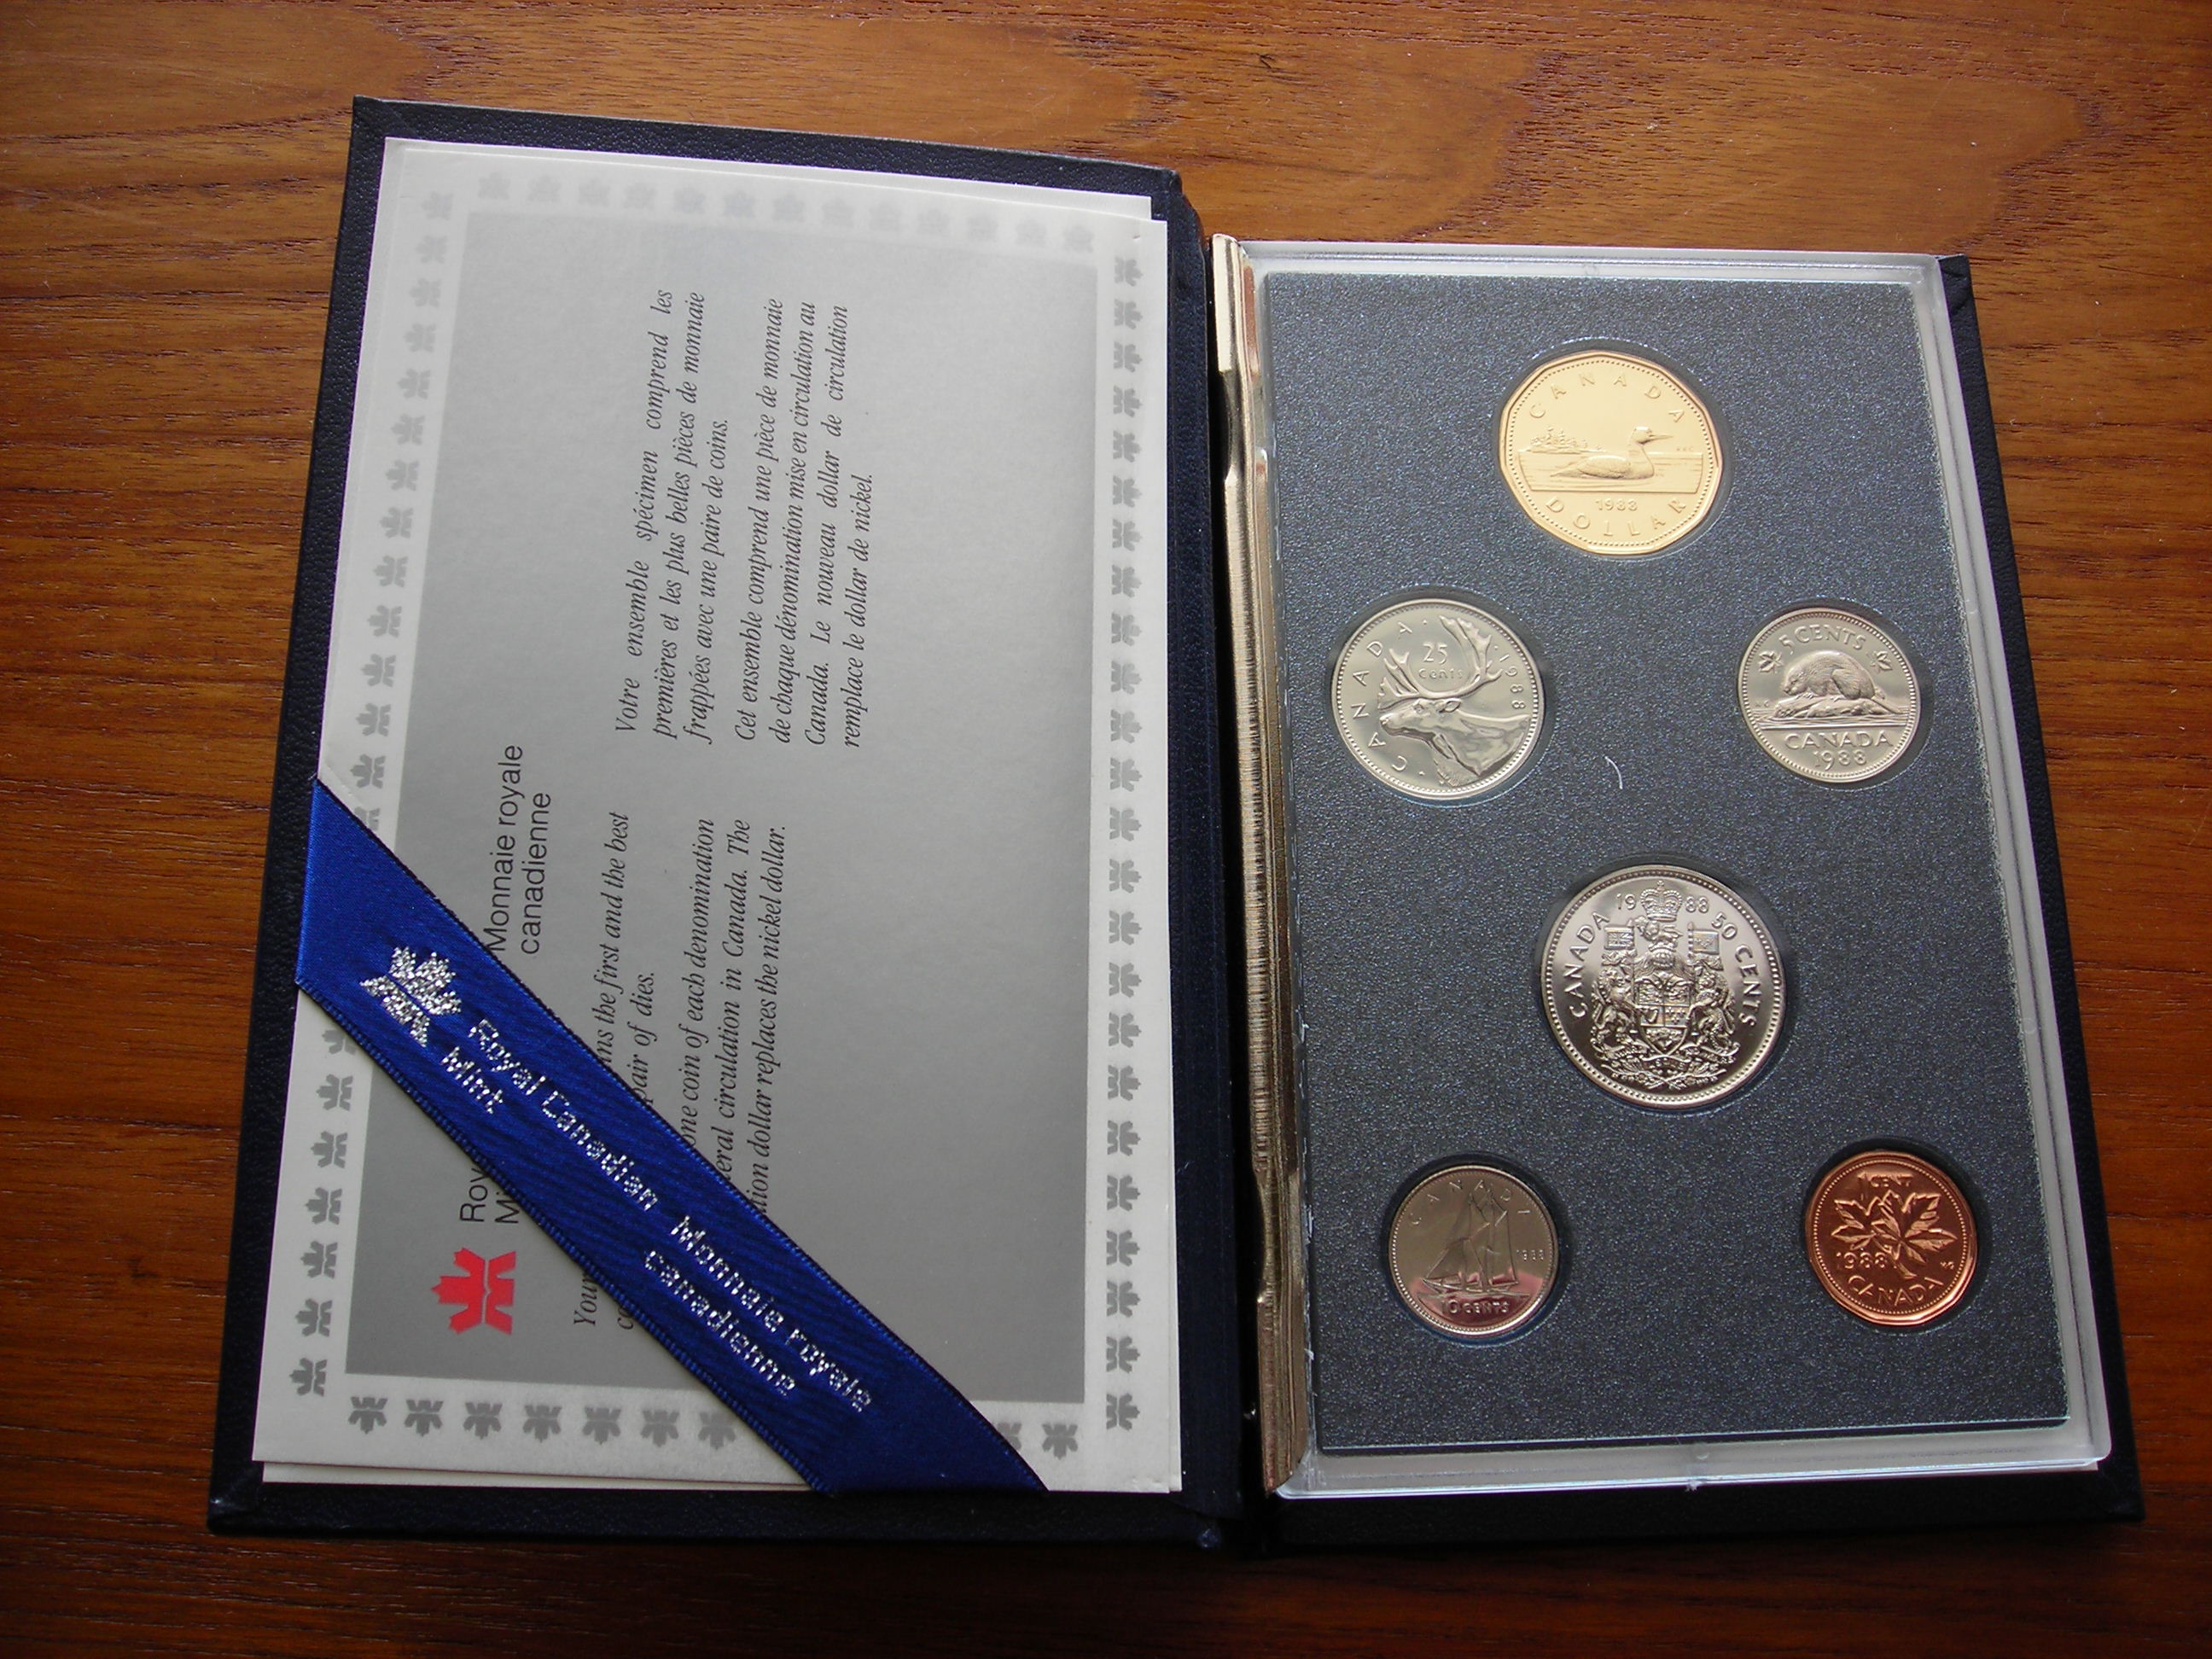 Royal Canadian
Mint
Monnaie royale
canadienne
Monnaie royale
canadienne
Your
the first and the best
pair of dies.
one coin of each denomination
circulation in Canada. The
dollar replaces the nickel dollar.
Votre ensemble spécimen comprend les
premières et les plus belles pièces de monnaie
frappées avec une paire de coins.
Cet ensemble comprend une pièce de monnaie
de chaque dénomination mise en circulation au
Canada. Le nouveau dollar de circulation
remplace le dollar de nickel.
CANADA
1988
DOLLAR
CANADA
25
cents
1988
5 CENTS
CANADA
1988
CANADA 1988 50 CENTS
CANADA
1988
10 CENTS
1 CENT
1988
CANADA